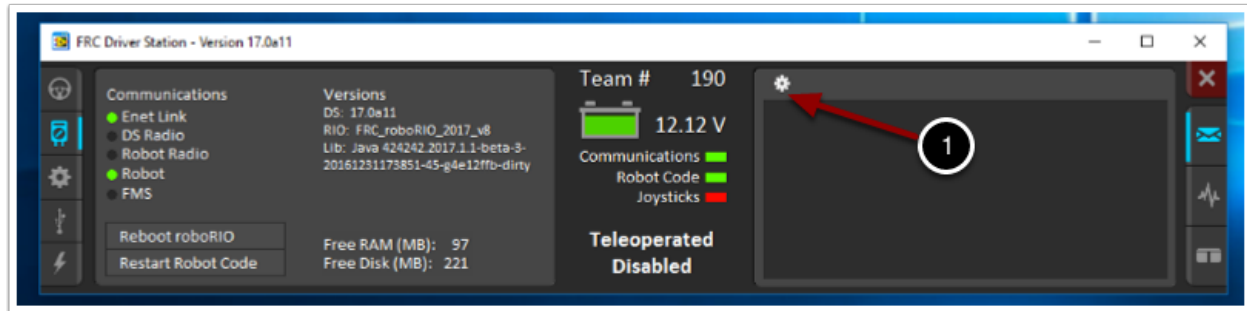 FRC Driver Station - Version 17.0a11
Communications
Enet Link
DS Radio
Robot Radio
Robot
FMS
Reboot roboRIO
Restart Robot Code
Versions
DS: 17.0a11
RIO: FRC_roboRIO_2017_v8
Lib: Java 424242.2017.1.1-beta-3-
20161231173851-45-g4e12ffb-dirty
Free RAM (MB): 97
Free Disk (MB): 221
Team # 190
12.12 V
Communications
Robot Code
Joysticks
Teleoperated
Disabled
1